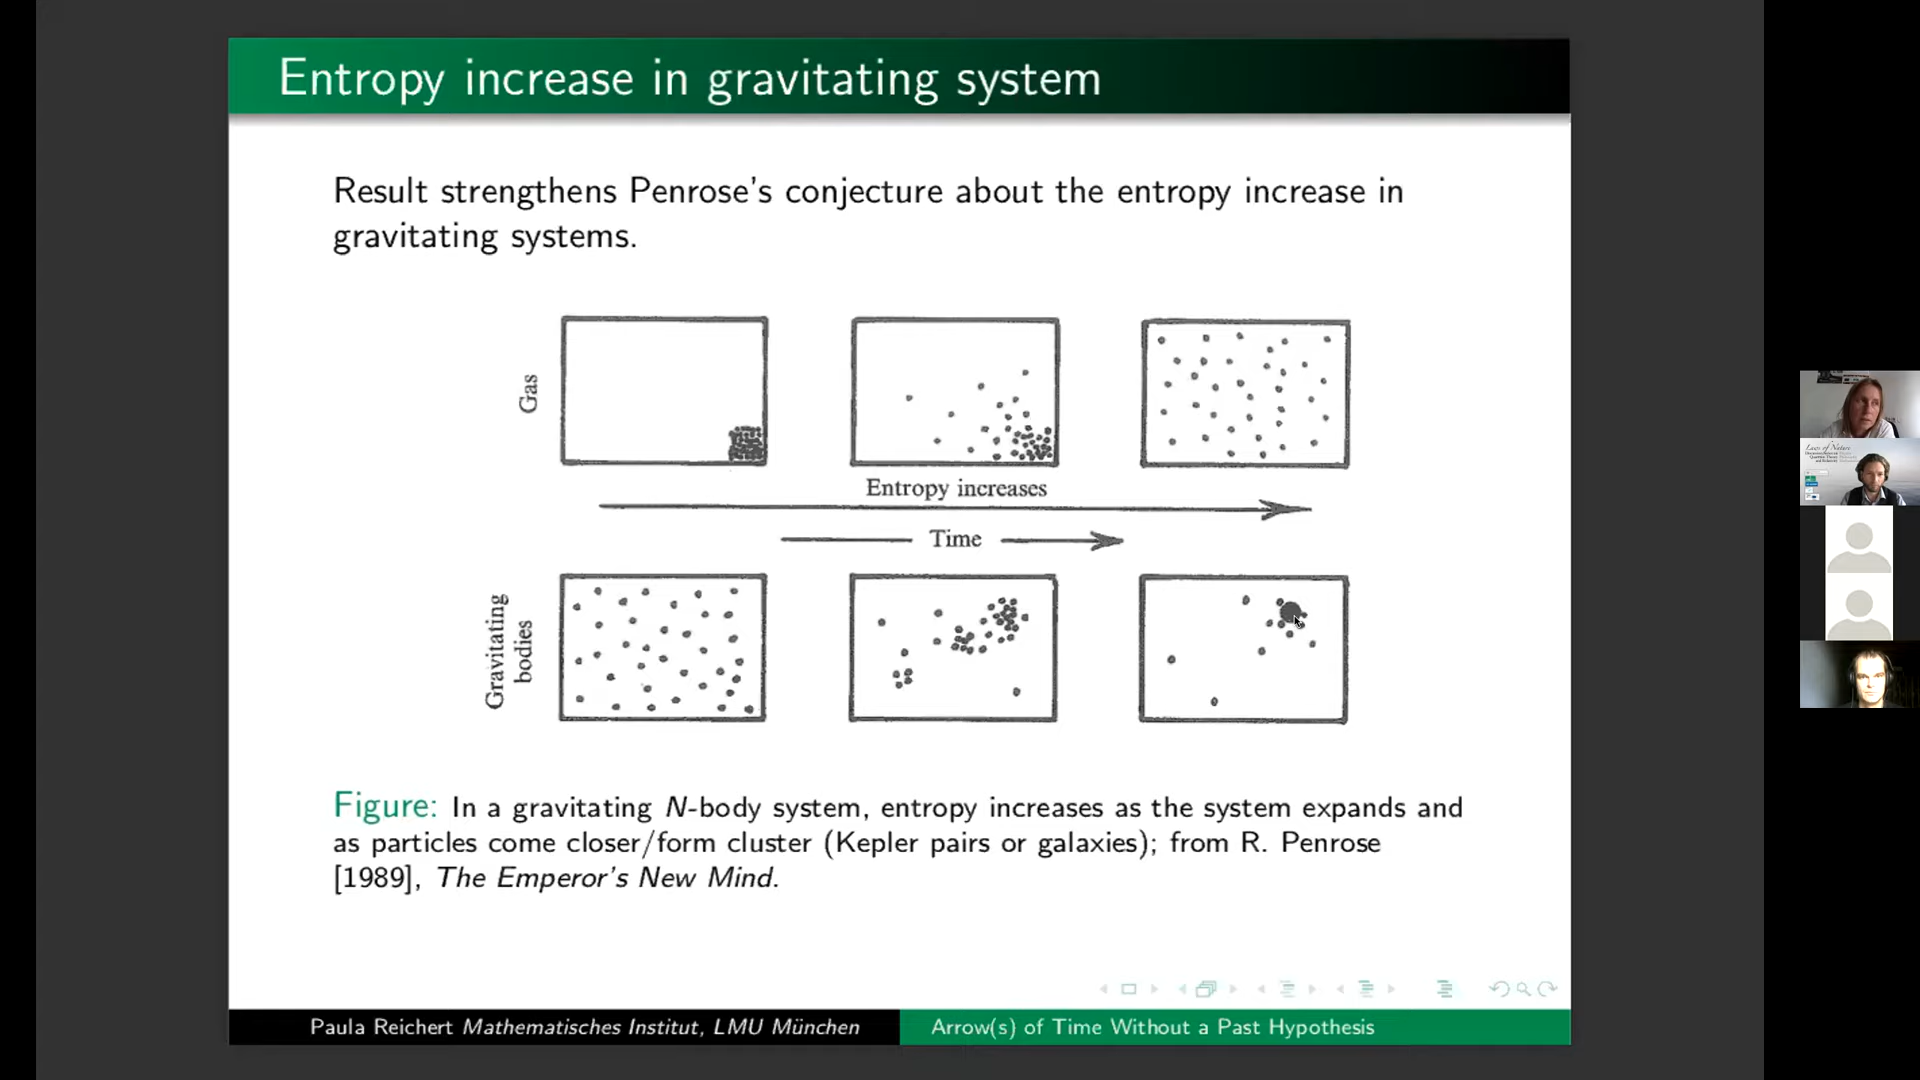 Entropy increase in gravitating system
Result strengthens Penrose's conjecture about the entropy increase in
gravitating systems.
Gas
Entropy increases
Time
Gravitating
bodies
Figure: In a gravitating N-body system, entropy increases as the system expands and
as particles come closer/form cluster (Kepler pairs or galaxies); from R. Penrose
[1989], The Emperor's New Mind.
Paula Reichert Mathematisches Institut, LMU München
Arrow(s) of Time Without a Past Hypothesis
Laws of Nature